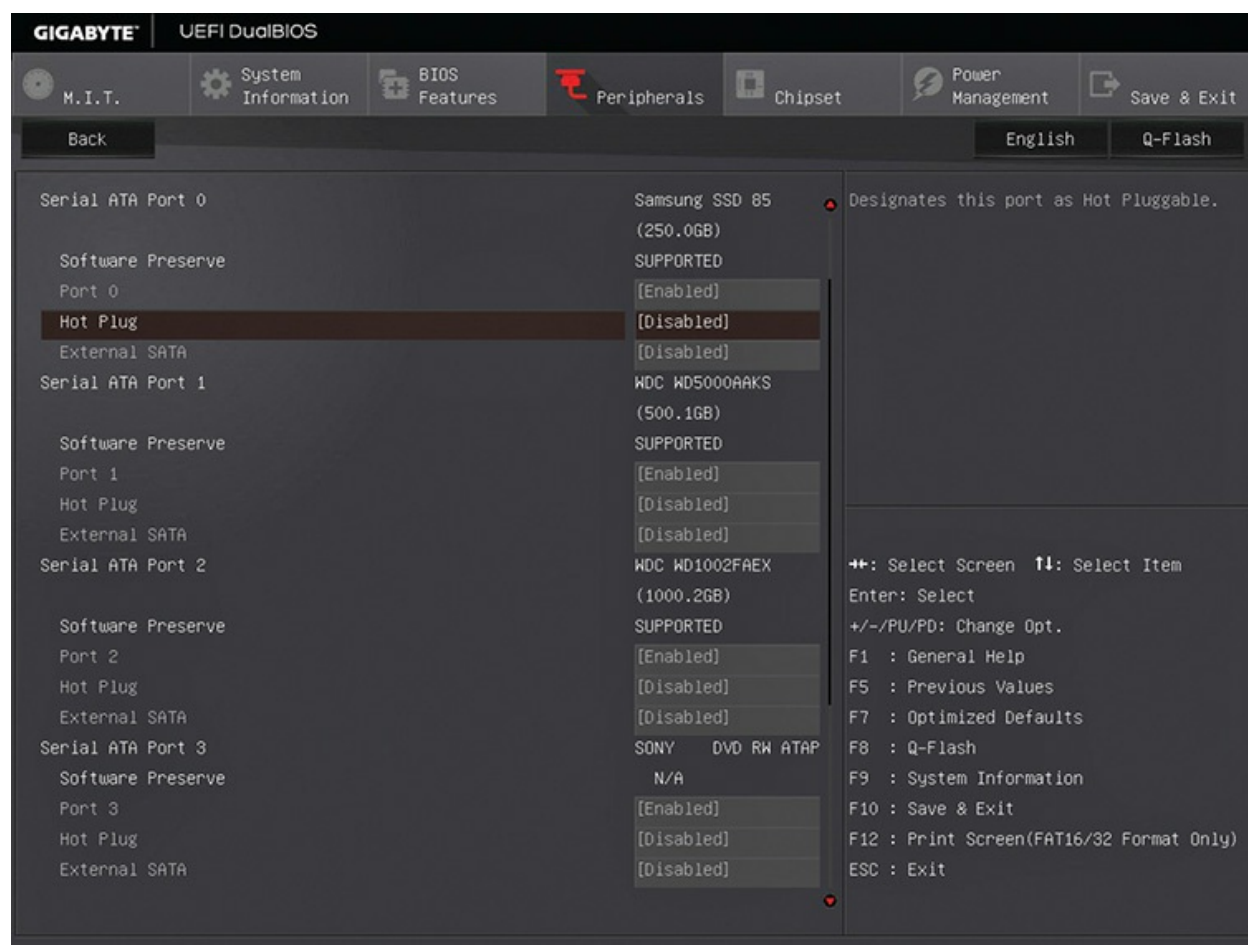 GIGABYTE™ UEFI DualBIOS
M.I.T. System Information BIOS Features Peripherals Chipset Power Management Save & Exit
Back English Q-Flash
Serial ATA Port 0 Samsung SSD 85
(250.0GB)
Software Preserve SUPPORTED
Port 0 [Enabled]
Hot Plug [Disabled]
External SATA [Disabled]
Serial ATA Port 1 WDC WD5000AAKS
(500.1GB)
Software Preserve SUPPORTED
Port 1 [Enabled]
Hot Plug [Disabled]
External SATA [Disabled]
Serial ATA Port 2 WDC WD1002FAEX
(1000.2GB)
Software Preserve SUPPORTED
Port 2 [Enabled]
Hot Plug [Disabled]
External SATA [Disabled]
Serial ATA Port 3 SONY DVD RW ATAP
Software Preserve N/A
Port 3 [Enabled]
Hot Plug [Disabled]
External SATA [Disabled]
Designates this port as Hot Pluggable.
→←: Select Screen ↑↓: Select Item
Enter: Select
+/-/PU/PD: Change Opt.
F1 : General Help
F5 : Previous Values
F7 : Optimized Defaults
F8 : Q-Flash
F9 : System Information
F10 : Save & Exit
F12 : Print Screen(FAT16/32 Format Only)
ESC : Exit